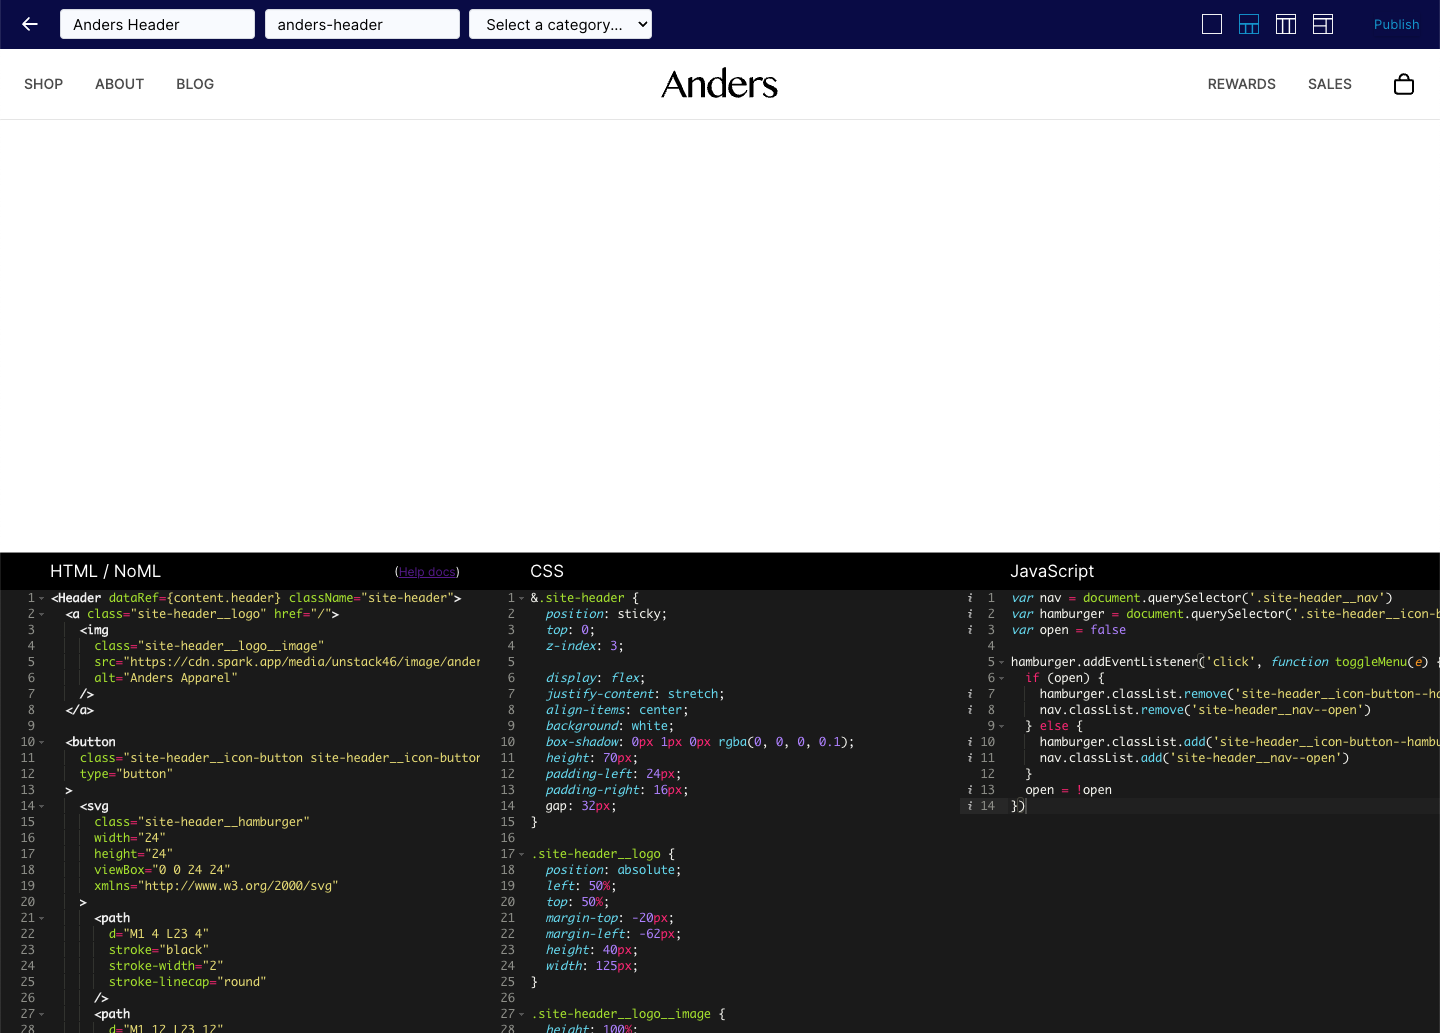 Anders Header anders-header Select a category... Publish
SHOP ABOUT BLOG Anders REWARDS SALES
HTML / NoML (Help docs)
1 <Header dataRef={content.header} className="site-header">
2 <a class="site-header__logo" href="/">
3 <img
4 class="site-header__logo__image"
5 src="https://cdn.spark.app/media/unstack46/image/ander
6 alt="Anders Apparel"
7 />
8 </a>
9
10 <button
11 class="site-header__icon-button site-header__icon-button
12 type="button"
13 >
14 <svg
15 class="site-header__hamburger"
16 width="24"
17 height="24"
18 viewBox="0 0 24 24"
19 xmlns="http://www.w3.org/2000/svg"
20 >
21 <path
22 d="M1 4 L23 4"
23 stroke="black"
24 stroke-width="2"
25 stroke-linecap="round"
26 />
27 <path
28 d="M1 12 L23 12"
CSS
1 &.site-header {
2 position: sticky;
3 top: 0;
4 z-index: 3;
5
6 display: flex;
7 justify-content: stretch;
8 align-items: center;
9 background: white;
10 box-shadow: 0px 1px 0px rgba(0, 0, 0, 0.1);
11 height: 70px;
12 padding-left: 24px;
13 padding-right: 16px;
14 gap: 32px;
15 }
16
17 .site-header__logo {
18 position: absolute;
19 left: 50%;
20 top: 50%;
21 margin-top: -20px;
22 margin-left: -62px;
23 height: 40px;
24 width: 125px;
25 }
26
27 .site-header__logo__image {
28 height: 100%;
JavaScript
i 1 var nav = document.querySelector('.site-header__nav')
i 2 var hamburger = document.querySelector('.site-header__icon-b
i 3 var open = false
4
5 hamburger.addEventListener('click', function toggleMenu(e) {
6 if (open) {
i 7 hamburger.classList.remove('site-header__icon-button--ha
i 8 nav.classList.remove('site-header__nav--open')
9 } else {
i 10 hamburger.classList.add('site-header__icon-button--hambu
i 11 nav.classList.add('site-header__nav--open')
12 }
i 13 open = !open
i 14 })